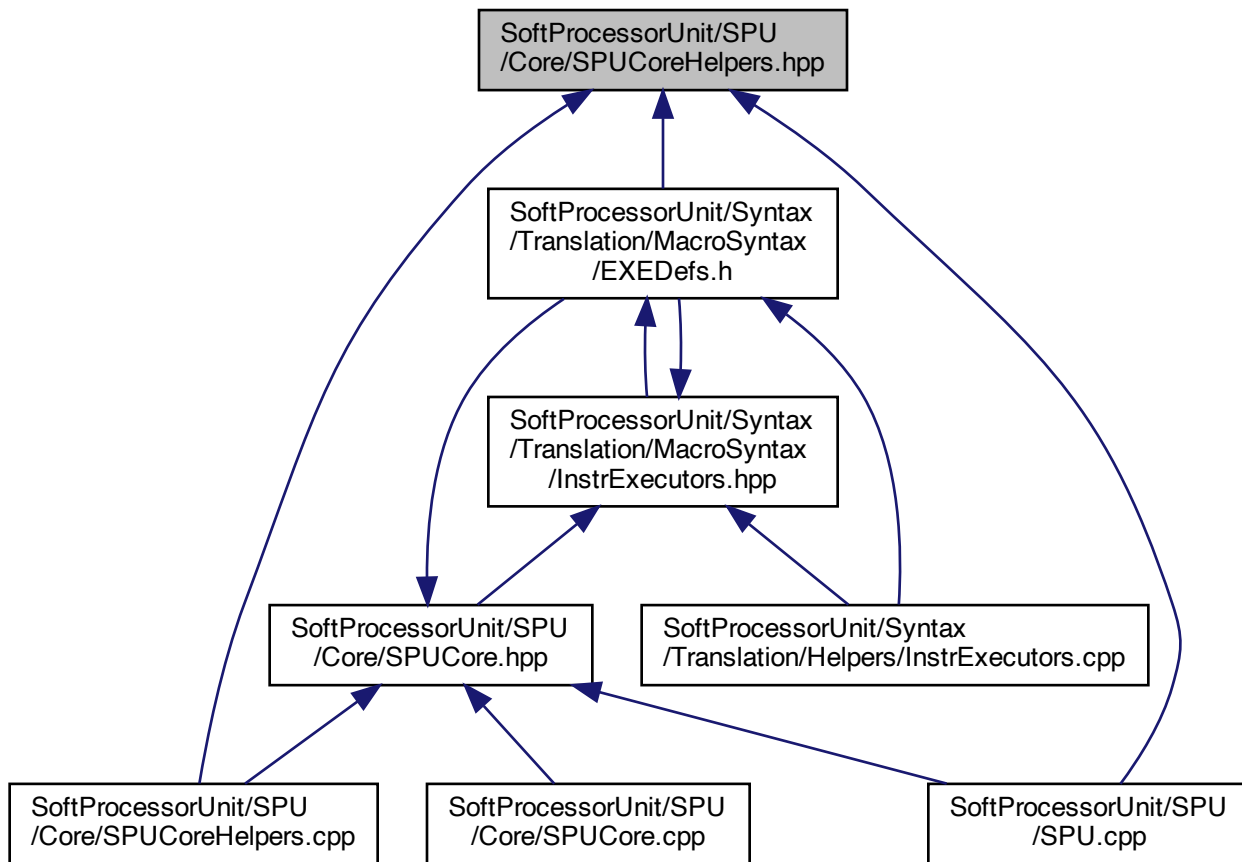 SoftProcessorUnit/SPU
/Core/SPUCoreHelpers.hpp
SoftProcessorUnit/Syntax
/Translation/MacroSyntax
/EXEDefs.h
SoftProcessorUnit/Syntax
/Translation/MacroSyntax
/InstrExecutors.hpp
SoftProcessorUnit/SPU
/Core/SPUCore.hpp
SoftProcessorUnit/Syntax
/Translation/Helpers/InstrExecutors.cpp
SoftProcessorUnit/SPU
/Core/SPUCoreHelpers.cpp
SoftProcessorUnit/SPU
/Core/SPUCore.cpp
SoftProcessorUnit/SPU
/SPU.cpp